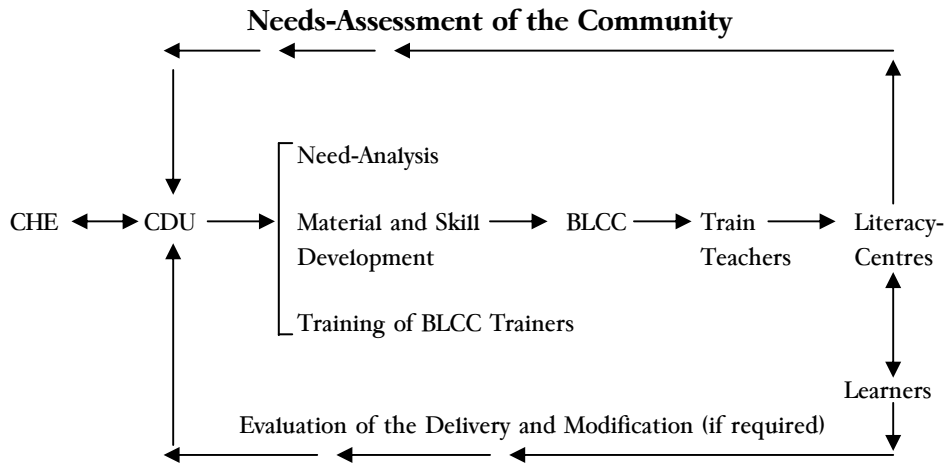 Needs-Assessment of the Community
Need-Analysis
CHE
CDU
Material and Skill
Development
BLCC
Train
Teachers
Literacy-
Centres
Training of BLCC Trainers
Learners
Evaluation of the Delivery and Modification (if required)